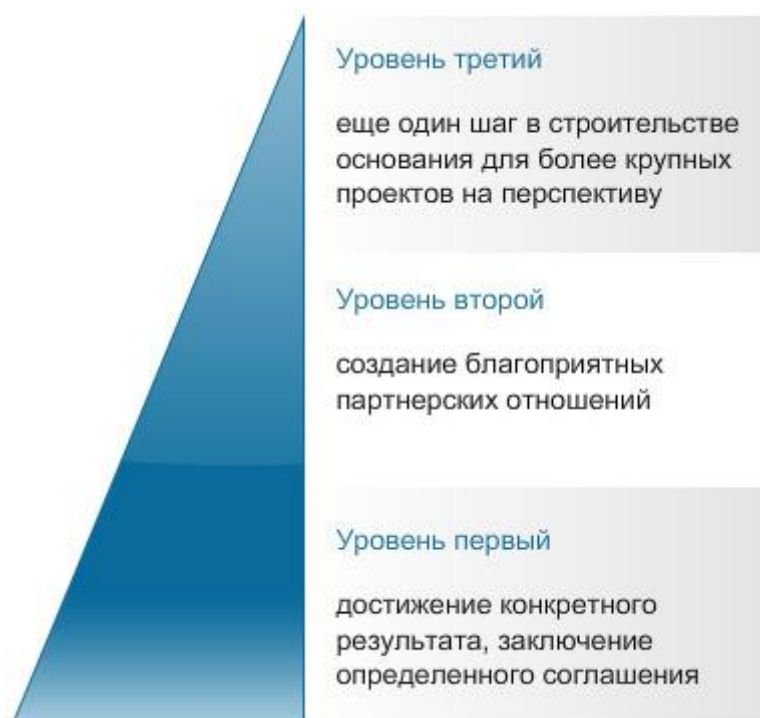 Уровень третий
еще один шаг в строительстве
основания для более крупных
проектов на перспективу
Уровень второй
создание благоприятных
партнерских отношений
Уровень первый
достижение конкретного
результата, заключение
определенного соглашения